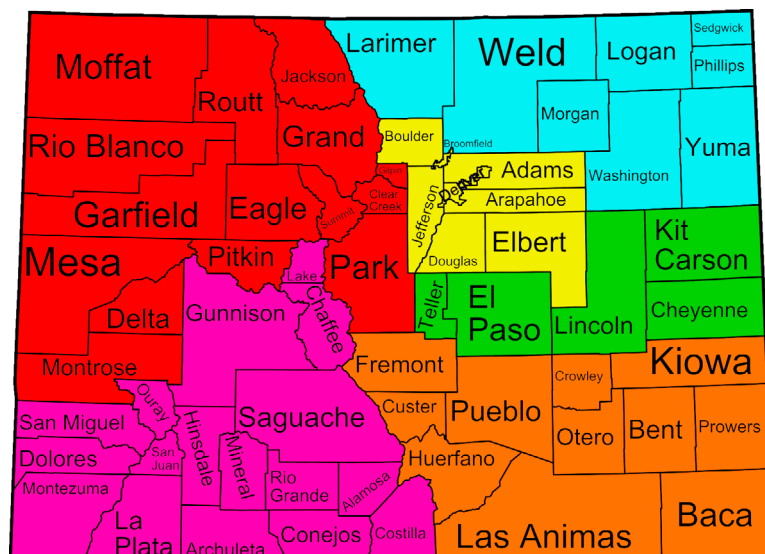 Moffat
Routt
Jackson
Larimer
Weld
Logan
Sedgwick
Phillips
Rio Blanco
Grand
Boulder
Broomfield
Morgan
Washington
Yuma
Garfield
Eagle
Summit
Gilpin
Clear
Creek
Jefferson
Denver
Adams
Arapahoe
Mesa
Pitkin
Lake
Park
Douglas
Elbert
Kit
Carson
Delta
Gunnison
Chaffee
Teller
El
Paso
Lincoln
Cheyenne
Montrose
Ouray
Fremont
Crowley
Kiowa
San Miguel
Hinsdale
Saguache
Custer
Pueblo
Otero
Bent
Prowers
Dolores
San
Juan
Mineral
Rio
Grande
Alamosa
Huerfano
Montezuma
La
Plata
Archuleta
Conejos
Costilla
Las Animas
Baca